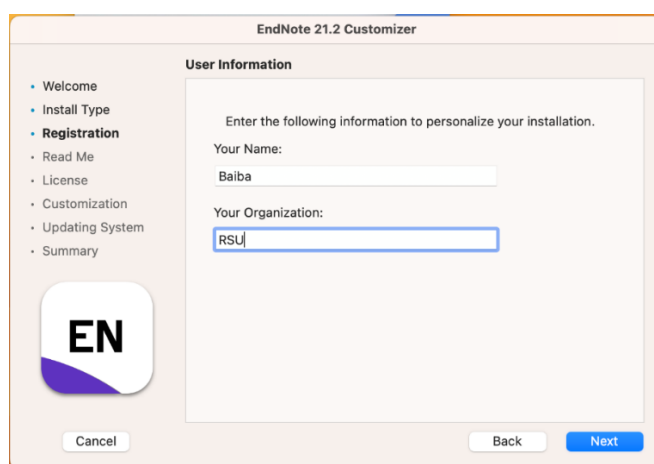 EndNote 21.2 Customizer
User Information
Welcome
Install Type
Registration
Read Me
License
Customization
Updating System
Summary
EN
Enter the following information to personalize your installation.
Your Name:
Baiba
Your Organization:
RSU
Cancel
Back
Next